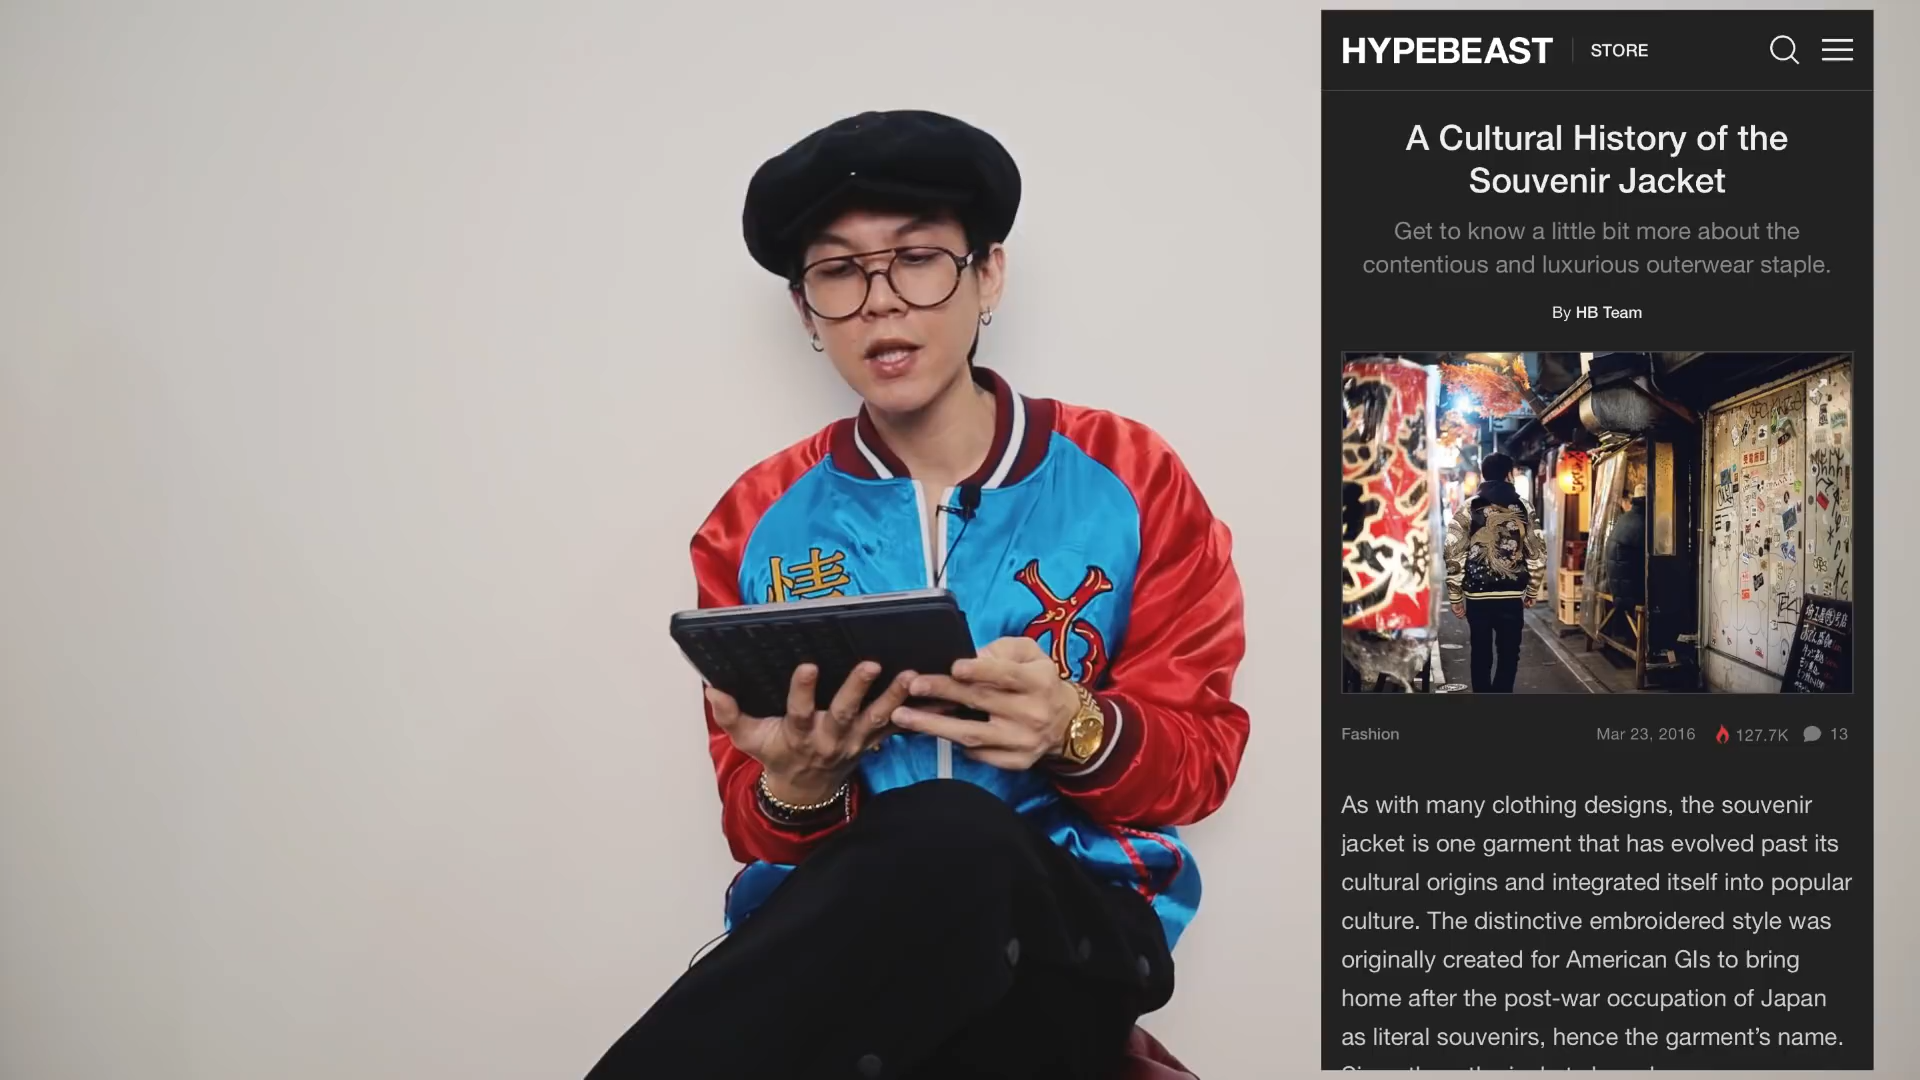 情
HYPEBEAST
STORE
A Cultural History of the
Souvenir Jacket
Get to know a little bit more about the
contentious and luxurious outerwear staple.
By HB Team
Fashion
Mar 23, 2016
127.7K
13
As with many clothing designs, the souvenir
jacket is one garment that has evolved past its
cultural origins and integrated itself into popular
culture. The distinctive embroidered style was
originally created for American GIs to bring
home after the post-war occupation of Japan
as literal souvenirs, hence the garment’s name.